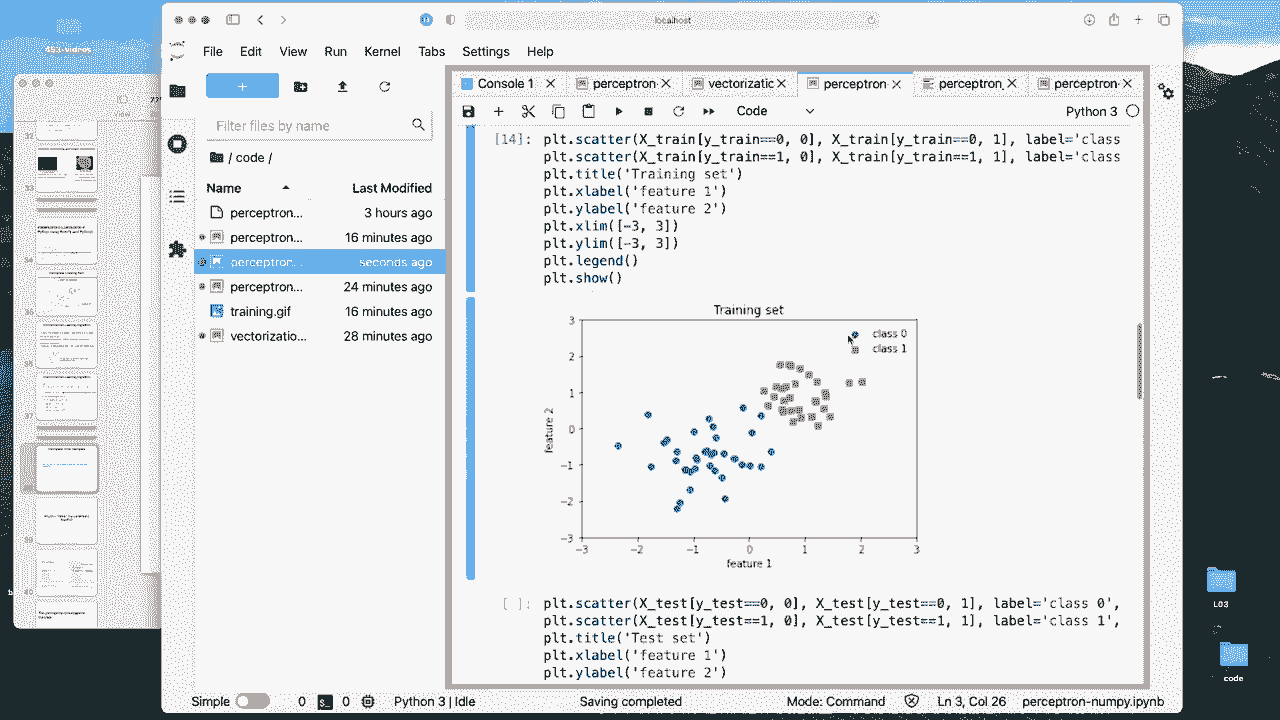 453-videos
localhost
File Edit View Run Kernel Tabs Settings Help
Console 1 perceptron- vectorizatic perceptron- perceptron_ perceptron-
Code Python 3
Filter files by name
/ code /
Name Last Modified
perceptron... 3 hours ago
perceptron... 16 minutes ago
perceptron... seconds ago
perceptron... 24 minutes ago
training.gif 16 minutes ago
vectorizatio... 28 minutes ago
[14]: plt.scatter(X_train[y_train==0, 0], X_train[y_train==0, 1], label='class
plt.scatter(X_train[y_train==1, 0], X_train[y_train==1, 1], label='class
plt.title('Training set')
plt.xlabel('feature 1')
plt.ylabel('feature 2')
plt.xlim([-3, 3])
plt.ylim([-3, 3])
plt.legend()
plt.show()
Training set
class 0
class 1
3
2
1
0
-1
-2
-3
feature 2
-3 -2 -1 0 1 2 3
feature 1
[ ]: plt.scatter(X_test[y_test==0, 0], X_test[y_test==0, 1], label='class 0',
plt.scatter(X_test[y_test==1, 0], X_test[y_test==1, 1], label='class 1',
plt.title('Test set')
plt.xlabel('feature 1')
plt.ylabel('feature 2')
Simple 0 0 Python 3 | Idle Saving completed Mode: Command Ln 3, Col 26 perceptron-numpy.ipynb
L03
code